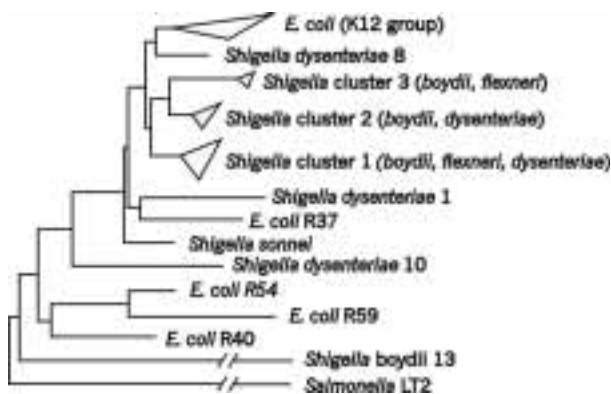 E. coli (K12 group)
Shigella dysenteriae 8
Shigella cluster 3 (boydii, flexneri)
Shigella cluster 2 (boydii, dysenteriae)
Shigella cluster 1 (boydii, flexneri, dysenteriae)
Shigella dysenteriae 1
E. coli R37
Shigella sonnei
Shigella dysenteriae 10
E. coli R54
E. coli R59
E. coli R40
Shigella boydii 13
Salmonella LT2